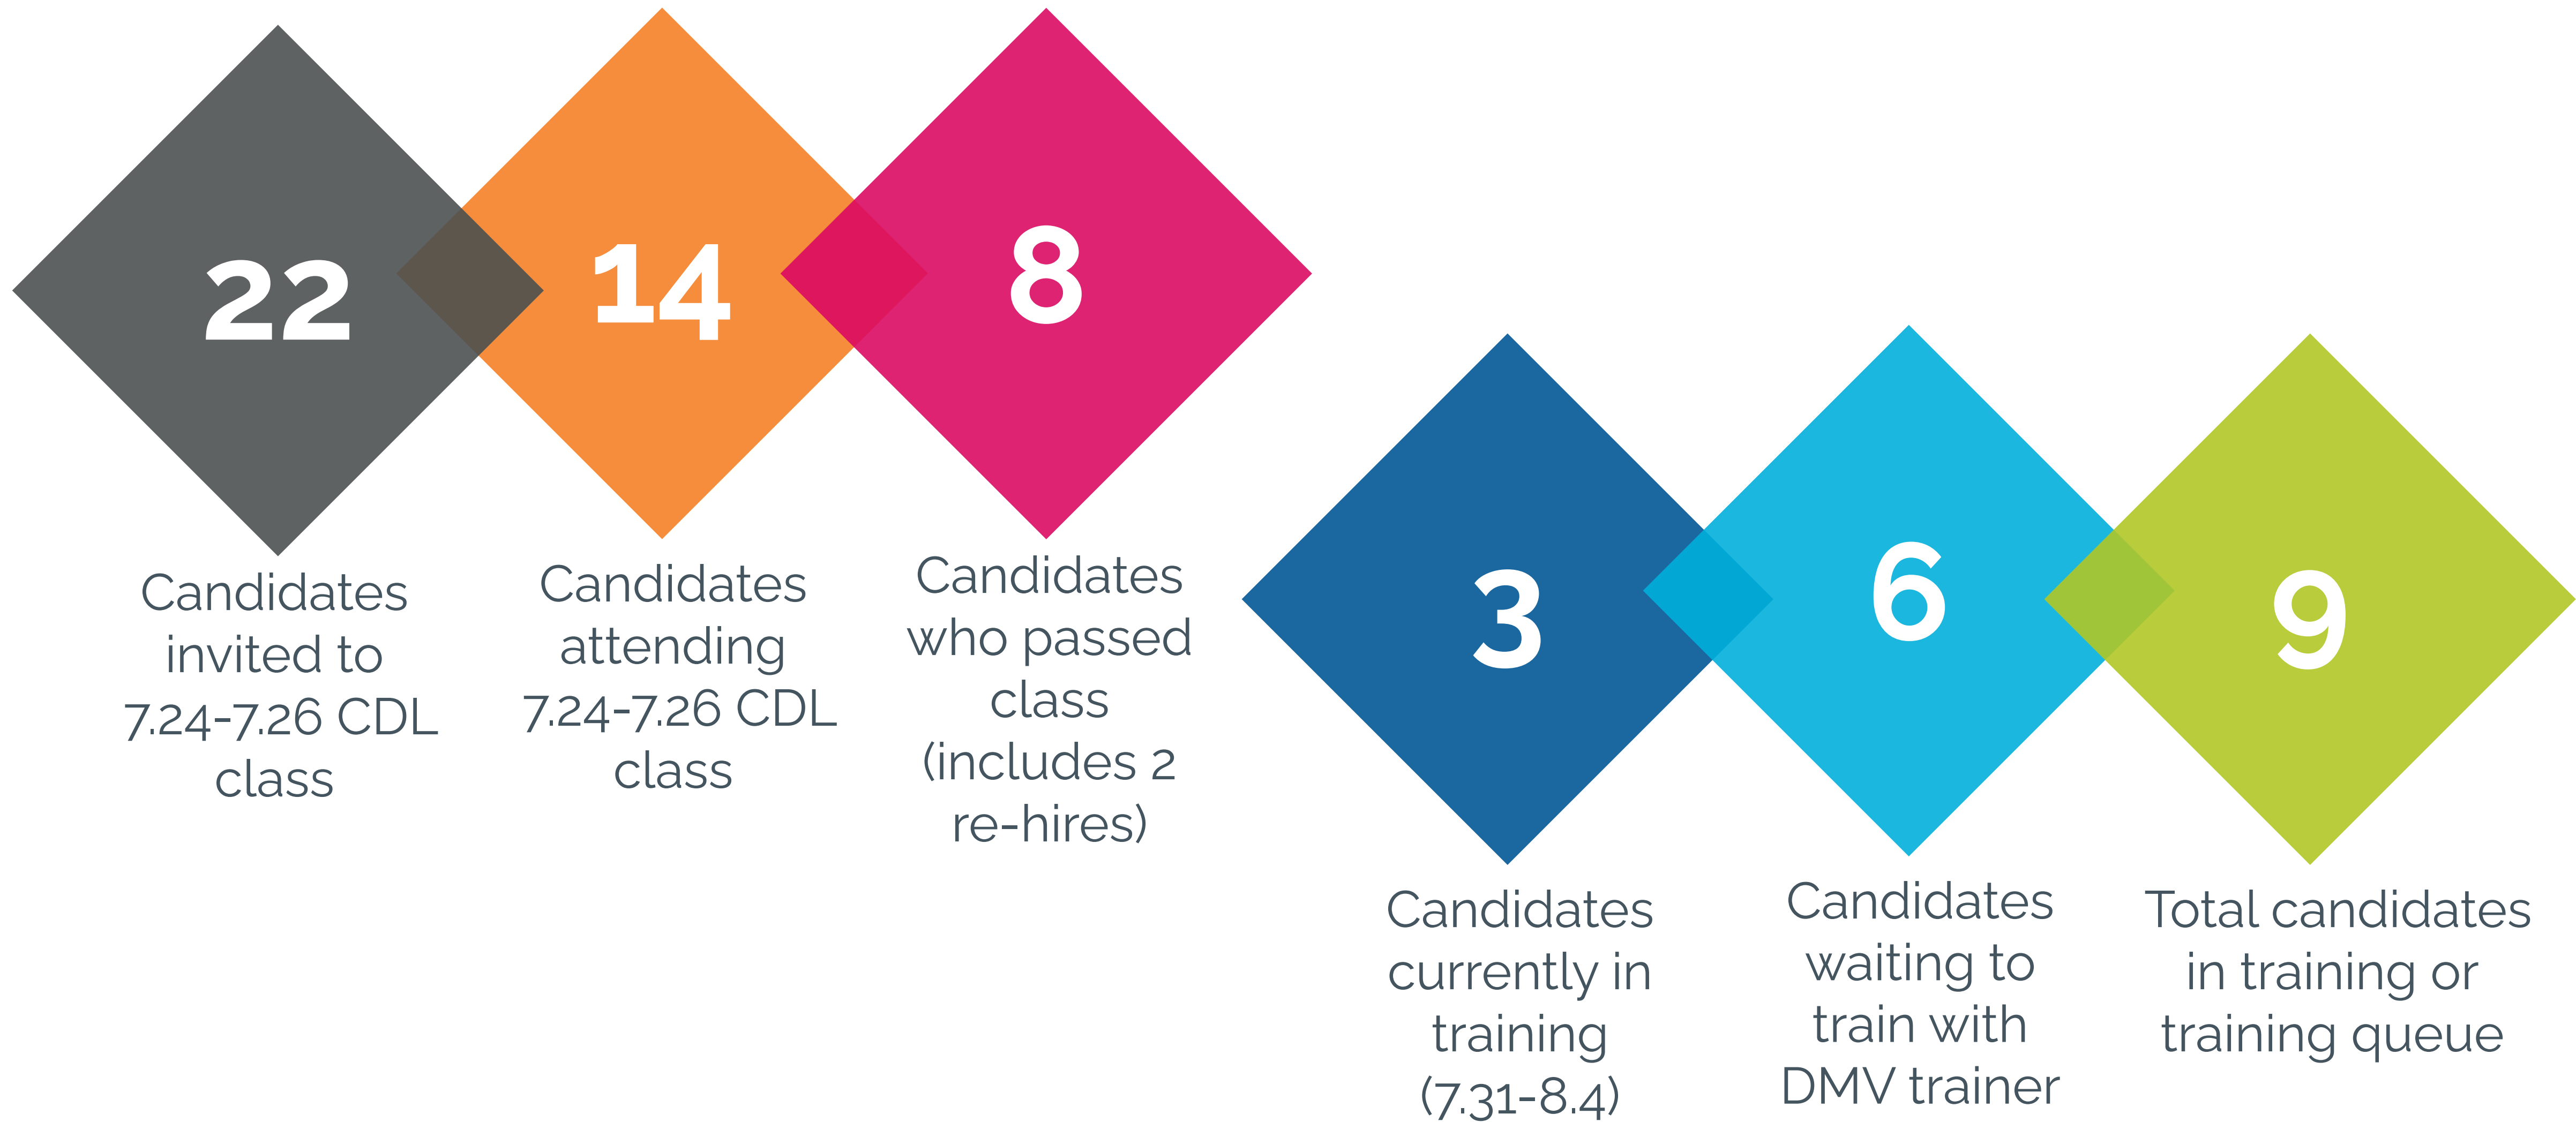 22
Candidates
invited to
7.24-7.26 CDL
class
14
Candidates
attending
7.24-7.26 CDL
class
8
Candidates
who passed
class
(includes 2
re-hires)
3
Candidates
currently in
training
(7.31-8.4)
6
Candidates
waiting to
train with
DMV trainer
9
Total candidates
in training or
training queue